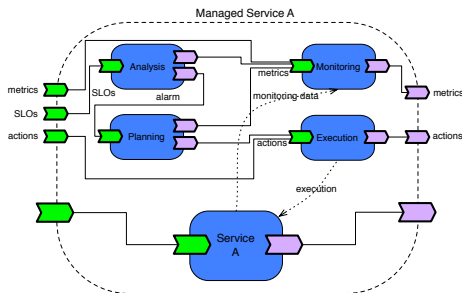 Managed Service A
Analysis
Monitoring
metrics
SLOs
metrics
metrics
SLOs
alarm
monitoring data
actions
Planning
Execution
actions
actions
execution
Service
A